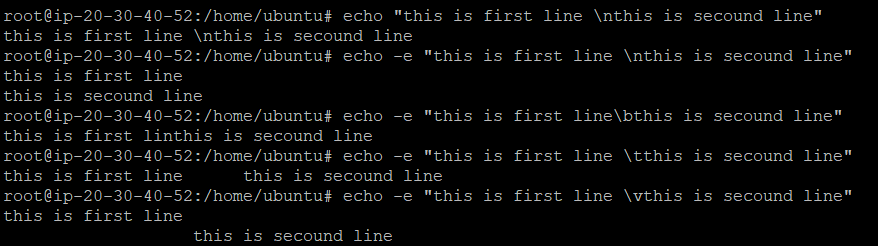 root@ip-20-30-40-52:/home/ubuntu# echo "this is first line \nthis is secound line"
this is first line \nthis is secound line
root@ip-20-30-40-52:/home/ubuntu# echo -e "this is first line \nthis is secound line"
this is first line
this is secound line
root@ip-20-30-40-52:/home/ubuntu# echo -e "this is first line\bthis is secound line"
this is first linthis is secound line
root@ip-20-30-40-52:/home/ubuntu# echo -e "this is first line \tthis is secound line"
this is first line      this is secound line
root@ip-20-30-40-52:/home/ubuntu# echo -e "this is first line \vthis is secound line"
this is first line
                   this is secound line